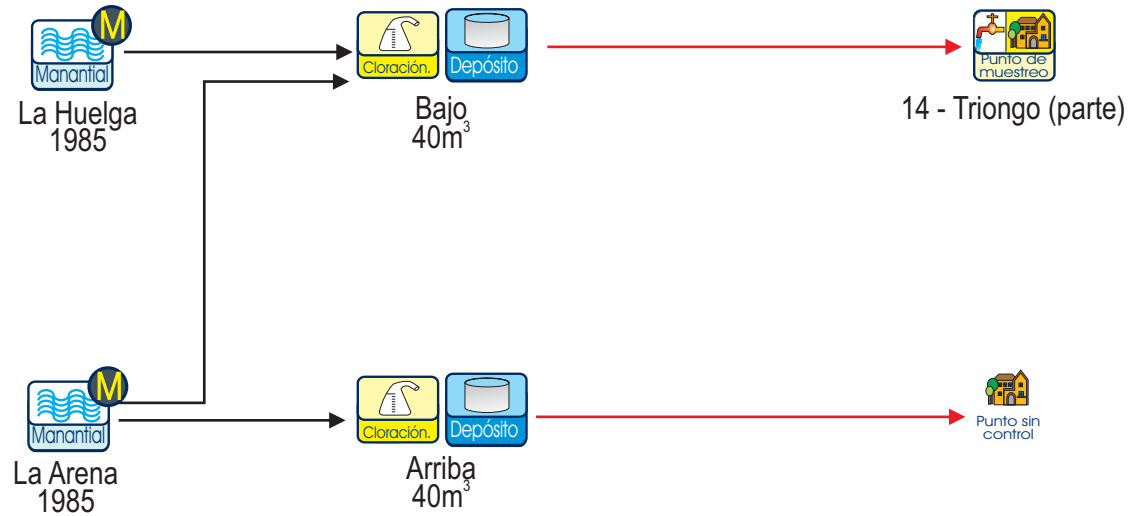 M
Manantial
La Huelga
1985
Cloración.
Depósito
Bajo
40m³
Punto de
muestreo
14 - Triongo (parte)
M
Manantial
La Arena
1985
Cloración.
Depósito
Arriba
40m³
Punto sin
control